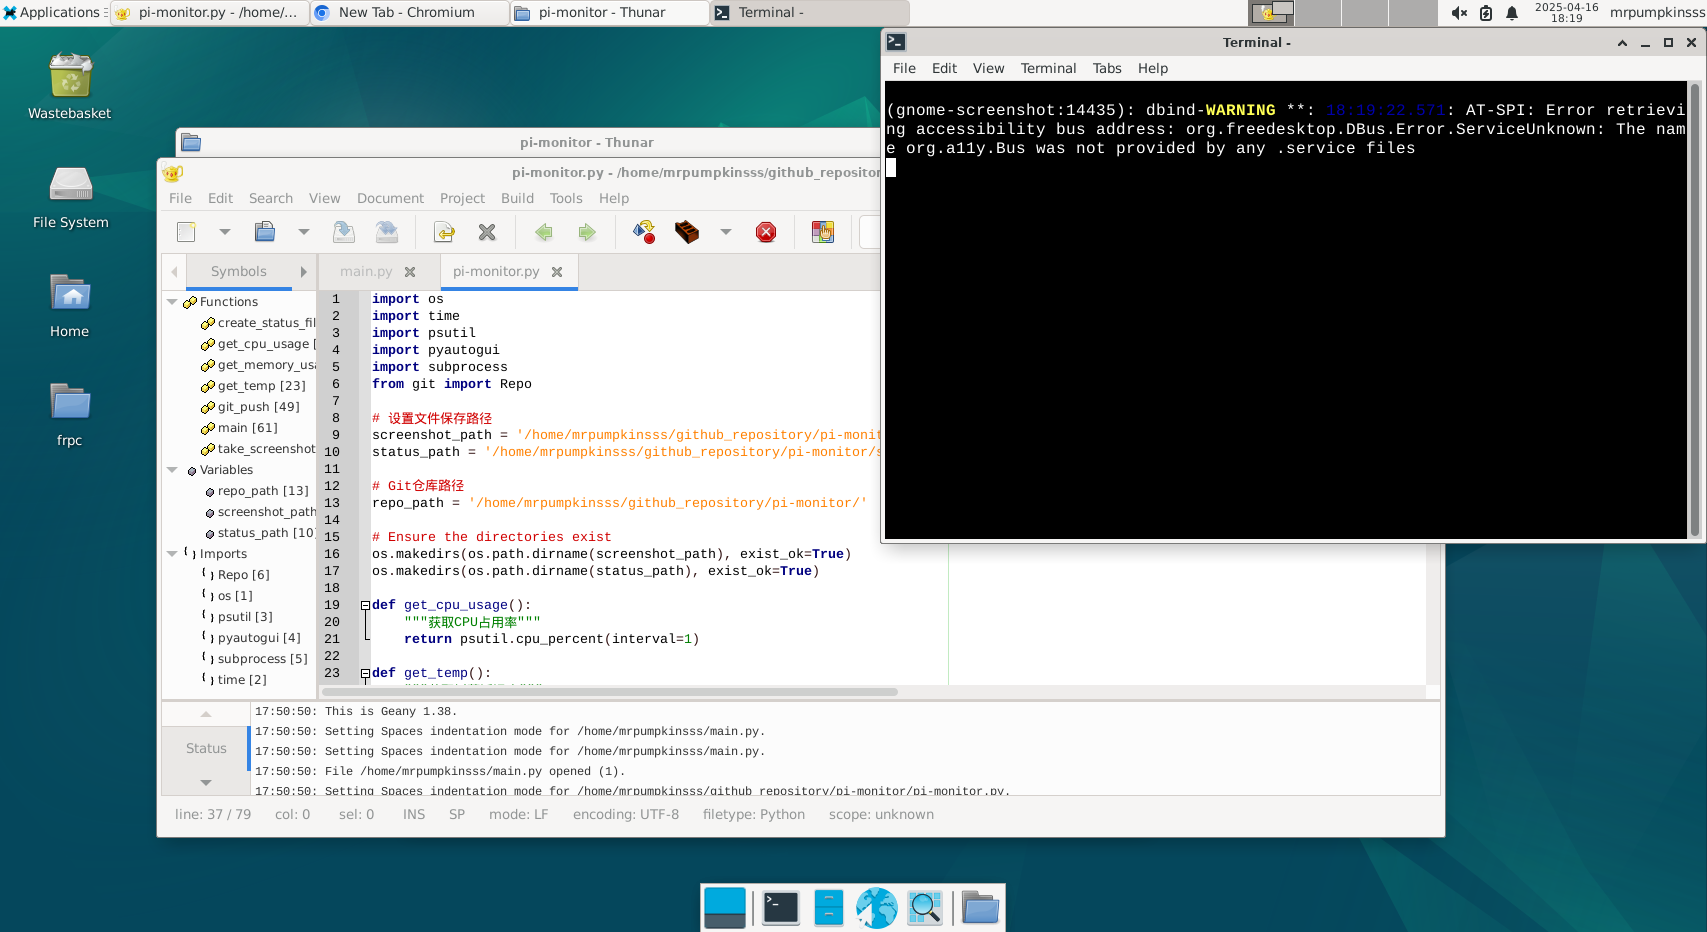 Applications
pi-monitor.py - /home/...
New Tab - Chromium
pi-monitor - Thunar
Terminal -
2025-04-16
18:19
mrpumpkinsss
Wastebasket
File System
Home
frpc
pi-monitor - Thunar
pi-monitor.py - /home/mrpumpkinsss/github_repositor
File Edit Search View Document Project Build Tools Help
Symbols
main.py
pi-monitor.py
Functions
create_status_fil
get_cpu_usage [
get_memory_usa
get_temp [23]
git_push [49]
main [61]
take_screenshot
Variables
repo_path [13]
screenshot_path
status_path [10]
Imports
Repo [6]
os [1]
psutil [3]
pyautogui [4]
subprocess [5]
time [2]
1 import os
2 import time
3 import psutil
4 import pyautogui
5 import subprocess
6 from git import Repo
7
8 # 设置文件保存路径
9 screenshot_path = '/home/mrpumpkinsss/github_repository/pi-monit
10 status_path = '/home/mrpumpkinsss/github_repository/pi-monitor/s
11
12 # Git仓库路径
13 repo_path = '/home/mrpumpkinsss/github_repository/pi-monitor/'
14
15 # Ensure the directories exist
16 os.makedirs(os.path.dirname(screenshot_path), exist_ok=True)
17 os.makedirs(os.path.dirname(status_path), exist_ok=True)
18
19 def get_cpu_usage():
20 """获取CPU占用率"""
21 return psutil.cpu_percent(interval=1)
22
23 def get_temp():
Status
17:50:50: This is Geany 1.38.
17:50:50: Setting Spaces indentation mode for /home/mrpumpkinsss/main.py.
17:50:50: Setting Spaces indentation mode for /home/mrpumpkinsss/main.py.
17:50:50: File /home/mrpumpkinsss/main.py opened (1).
17:50:50: Setting Spaces indentation mode for /home/mrpumpkinsss/github_repository/pi-monitor/pi-monitor.py.
line: 37 / 79 col: 0 sel: 0 INS SP mode: LF encoding: UTF-8 filetype: Python scope: unknown
Terminal -
File Edit View Terminal Tabs Help
(gnome-screenshot:14435): dbind-WARNING **: 18:19:22.571: AT-SPI: Error retrievi
ng accessibility bus address: org.freedesktop.DBus.Error.ServiceUnknown: The nam
e org.a11y.Bus was not provided by any .service files